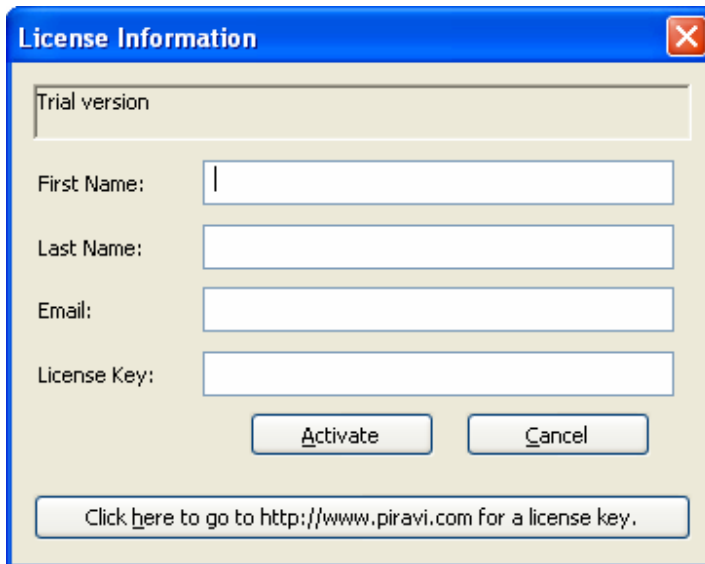 License Information
Trial version
First Name:
Last Name:
Email:
License Key:
Activate Cancel
Click here to go to http://www.piravi.com for a license key.